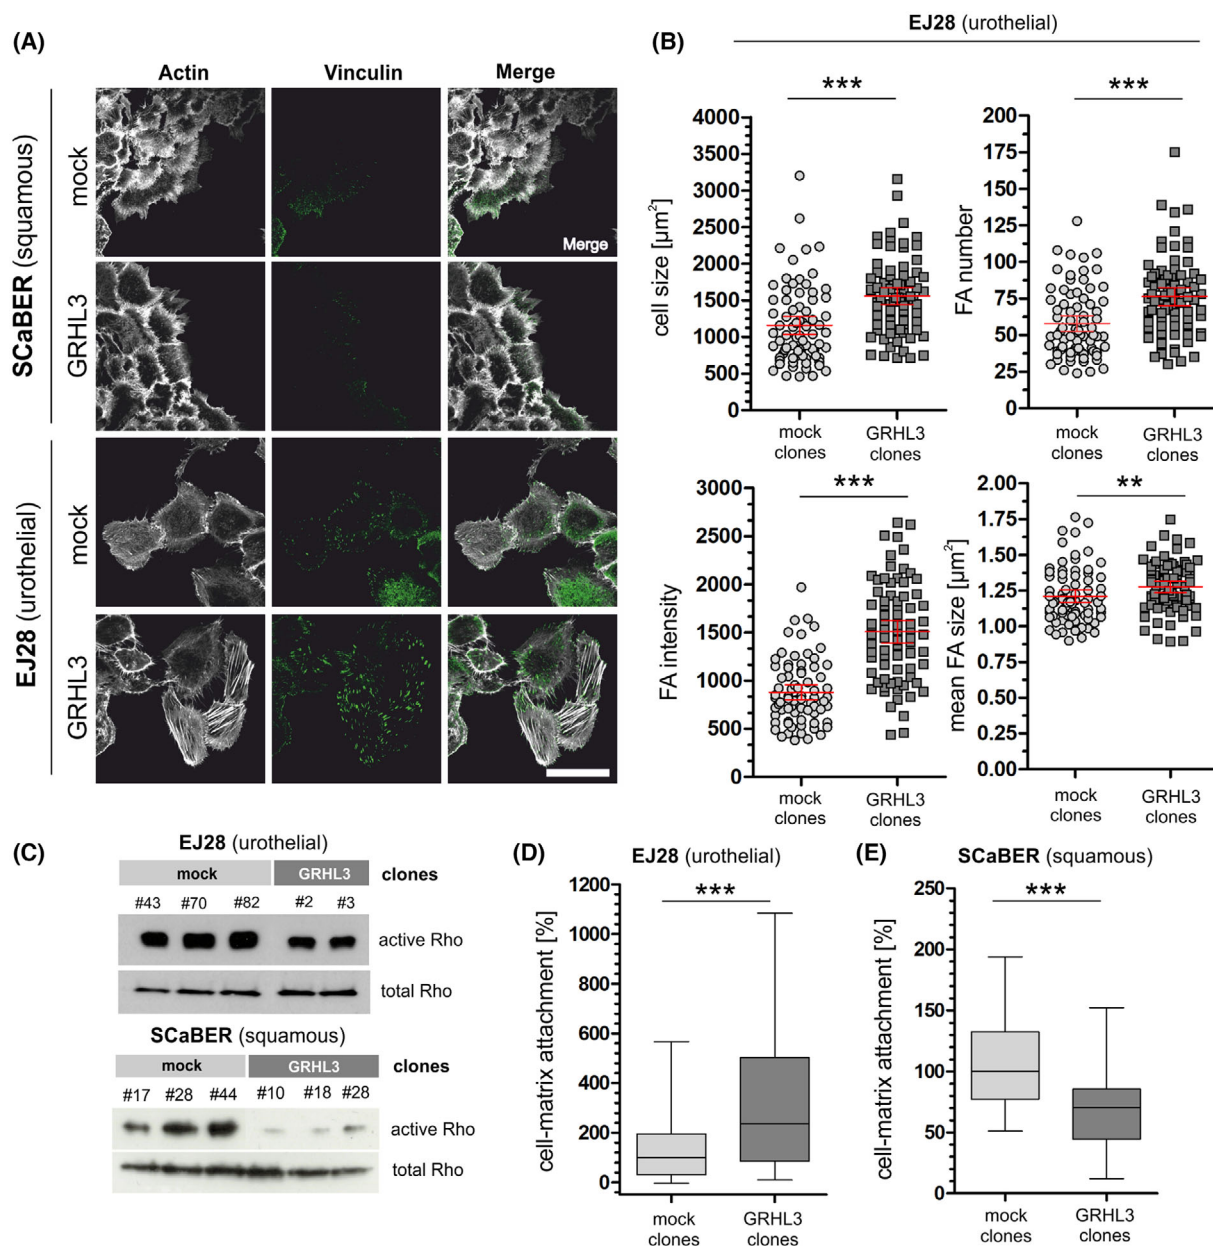 (A)
Actin Vinculin Merge
SCaBER (squamous)
mock
Merge
GRHL3
EJ28 (urothelial)
mock
GRHL3
(B)
EJ28 (urothelial)
***
cell size [µm²]
4000
3500
3000
2500
2000
1500
1000
500
0
mock clones
GRHL3 clones
***
FA number
200
175
150
125
100
75
50
25
0
mock clones
GRHL3 clones
***
FA intensity
3000
2500
2000
1500
1000
500
0
mock clones
GRHL3 clones
**
mean FA size [µm²]
2.00
1.75
1.50
1.25
1.00
0.75
0.50
0.25
0.00
mock clones
GRHL3 clones
(C)
EJ28 (urothelial)
mock GRHL3 clones
#43 #70 #82 #2 #3
active Rho
total Rho
SCaBER (squamous)
mock GRHL3 clones
#17 #28 #44 #10 #18 #28
active Rho
total Rho
(D)
EJ28 (urothelial)
***
cell-matrix attachment [%]
1200
1000
800
600
400
200
0
mock clones
GRHL3 clones
(E)
SCaBER (squamous)
***
cell-matrix attachment [%]
250
200
150
100
50
0
mock clones
GRHL3 clones